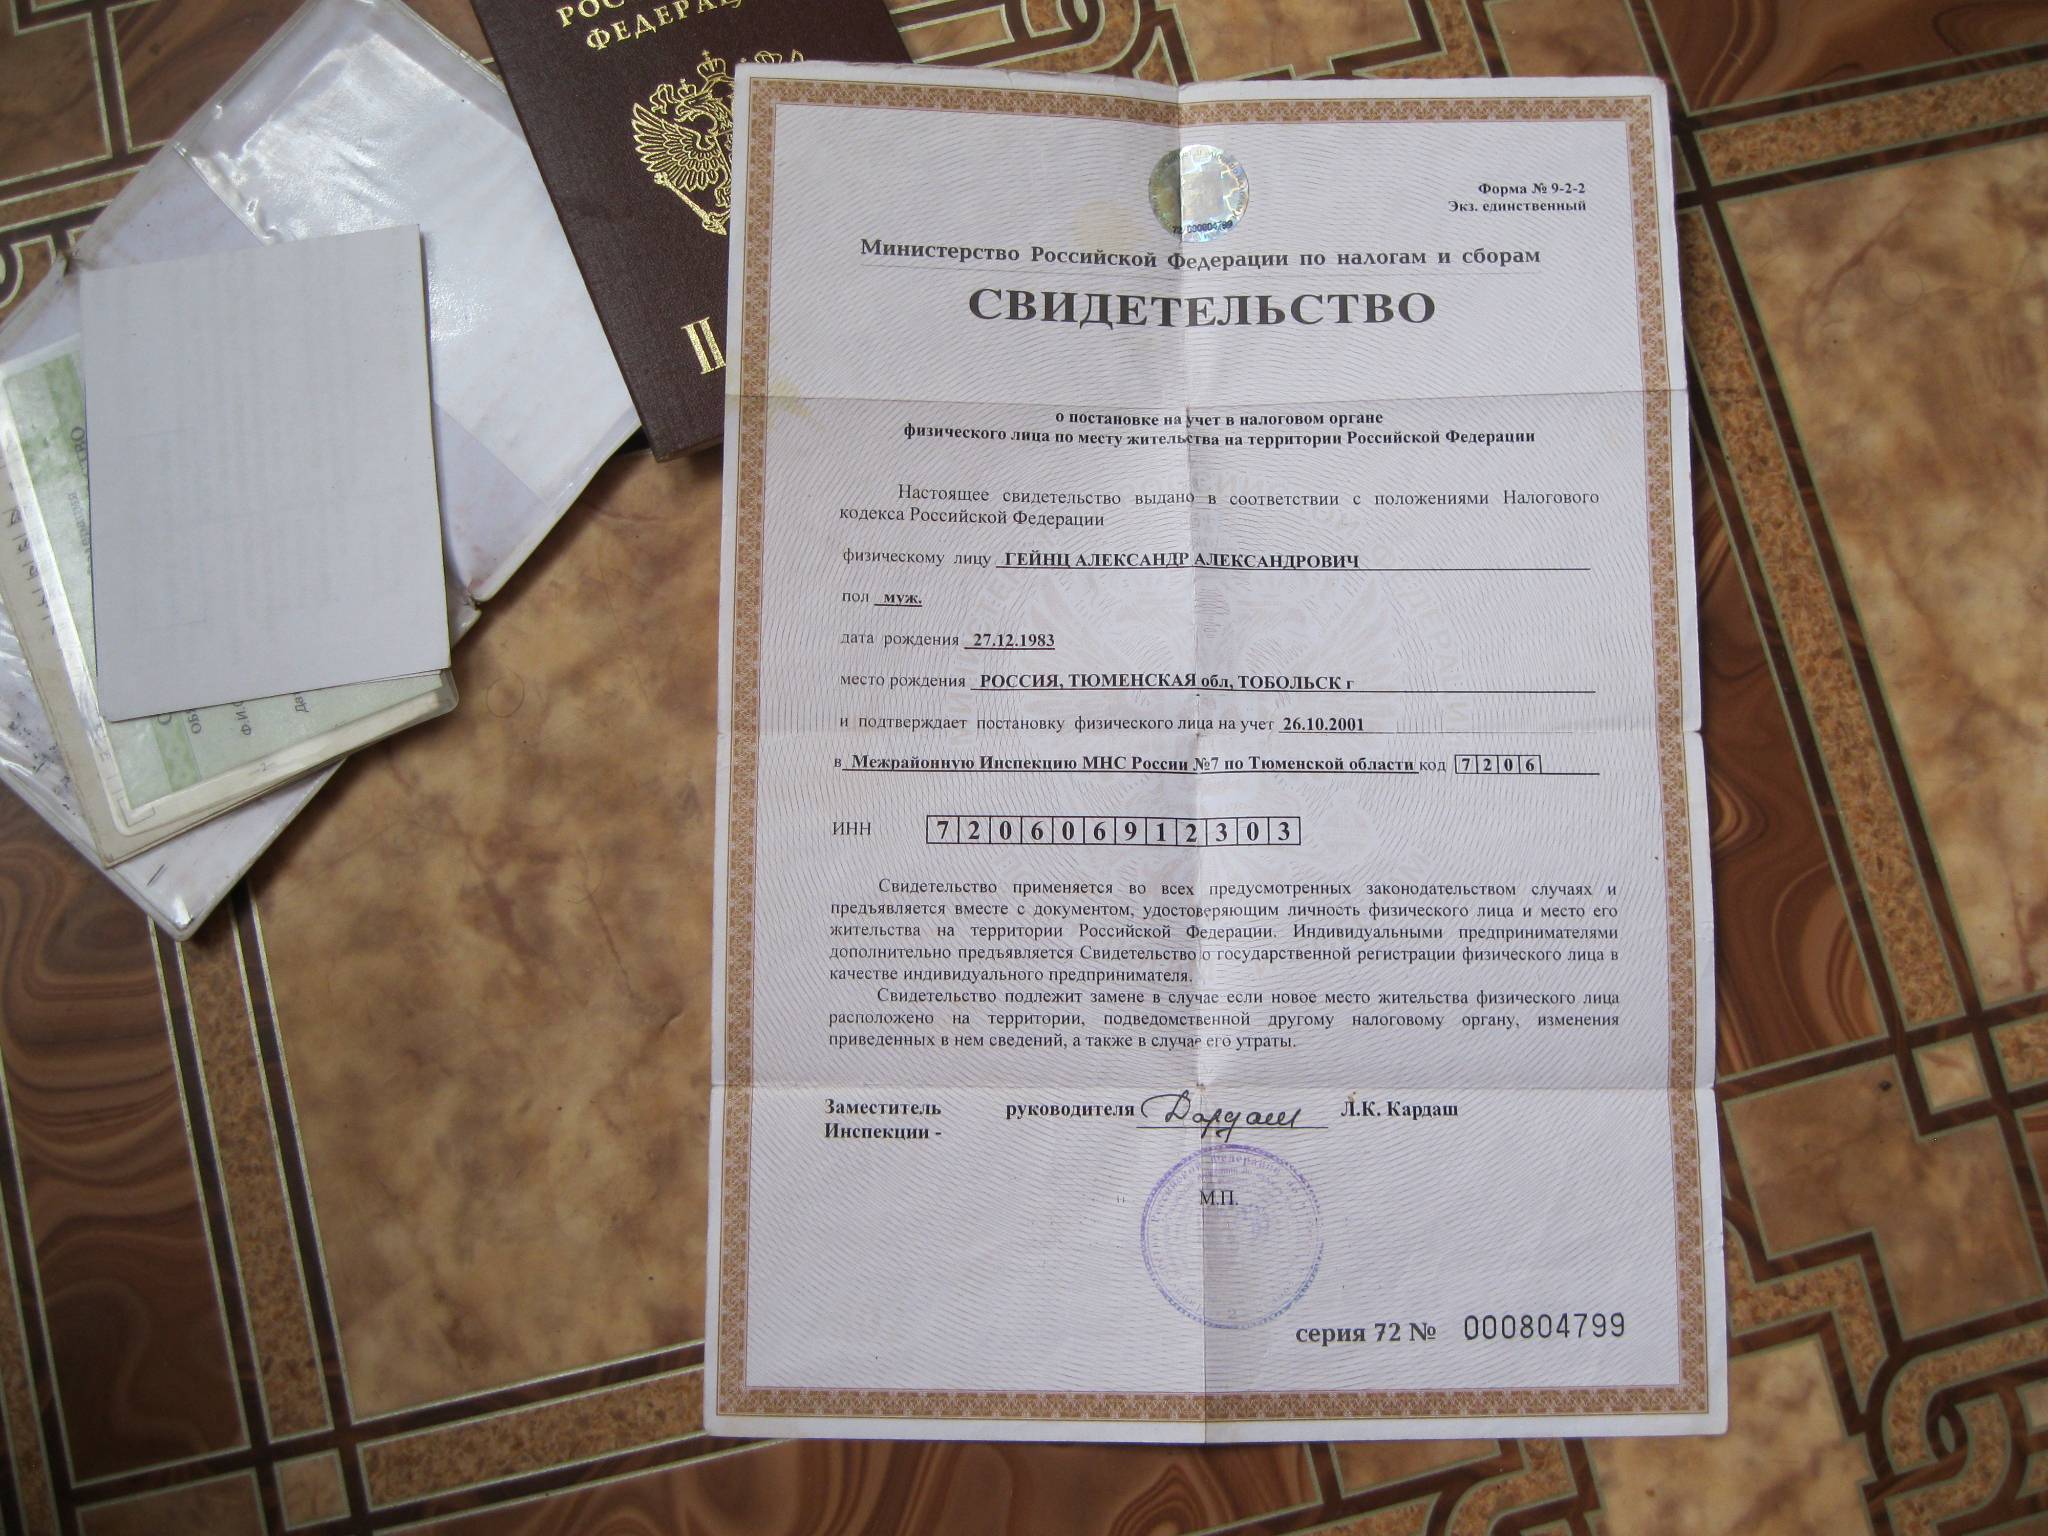 РОС
ФЕДЕРАЦ
Форма № 9-2-2
Экз. единственный
72 000804799
Министерство Российской Федерации по налогам и сборам
СВИДЕТЕЛЬСТВО
о постановке на учет в налоговом органе
физического лица по месту жительства на территории Российской Федерации
Настоящее свидетельство выдано в соответствии с положениями Налогового
кодекса Российской Федерации
физическому лицу ГЕЙНЦ АЛЕКСАНДР АЛЕКСАНДРОВИЧ
пол муж.
дата рождения 27.12.1983
место рождения РОССИЯ, ТЮМЕНСКАЯ обл, ТОБОЛЬСК г
и подтверждает постановку физического лица на учет 26.10.2001
в Межрайонную Инспекцию МНС России №7 по Тюменской области код 7206
ИНН 720606912303
Свидетельство применяется во всех предусмотренных законодательством случаях и
предъявляется вместе с документом, удостоверяющим личность физического лица и место его
жительства на территории Российской Федерации. Индивидуальными предпринимателями
дополнительно предъявляется Свидетельство о государственной регистрации физического лица в
качестве индивидуального предпринимателя.
Свидетельство подлежит замене в случае если новое место жительства физического лица
расположено на территории, подведомственной другому налоговому органу, изменения
приведенных в нем сведений, а также в случае его утраты.
Заместитель руководителя Л.К. Кардаш
Инспекции -
М.П.
серия 72 № 000804799